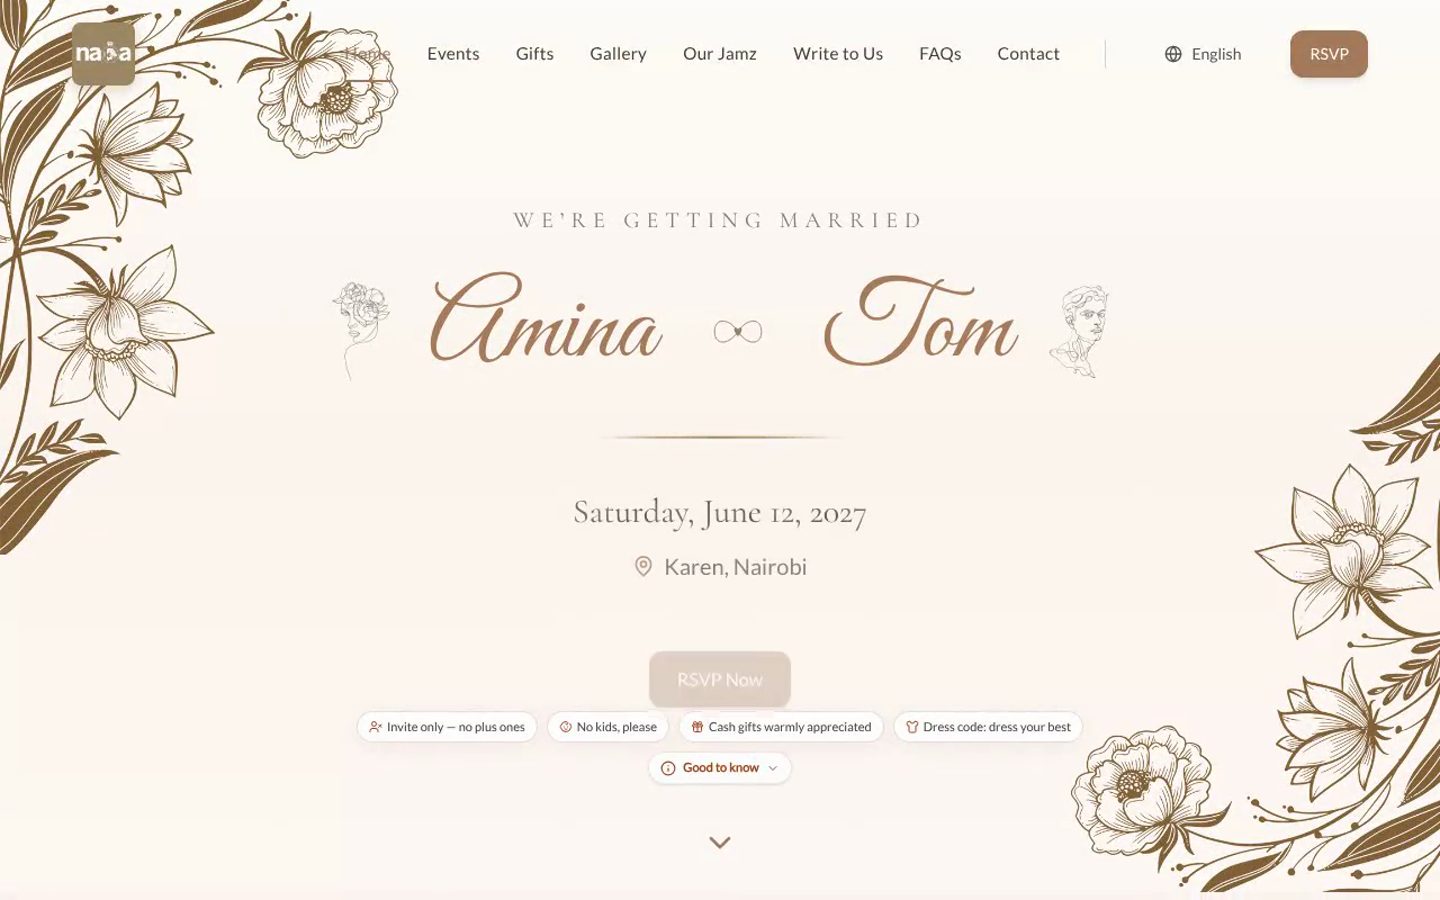 Home Events Gifts Gallery Our Jamz Write to Us FAQs Contact English RSVP
WE'RE GETTING MARRIED
Amina Tom
Saturday, June 12, 2027
Karen, Nairobi
RSVP Now
Invite only — no plus ones No kids, please Cash gifts warmly appreciated Dress code: dress your best
Good to know